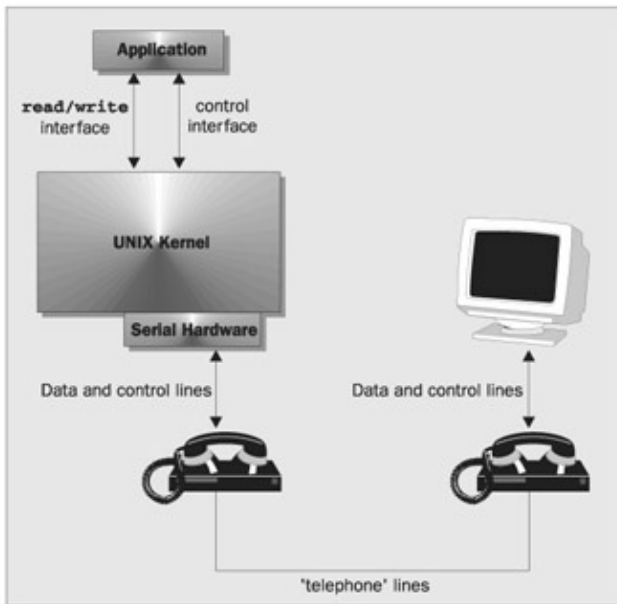 Application
read/write
interface
control
interface
UNIX Kernel
Serial Hardware
Data and control lines
Data and control lines
"telephone" lines